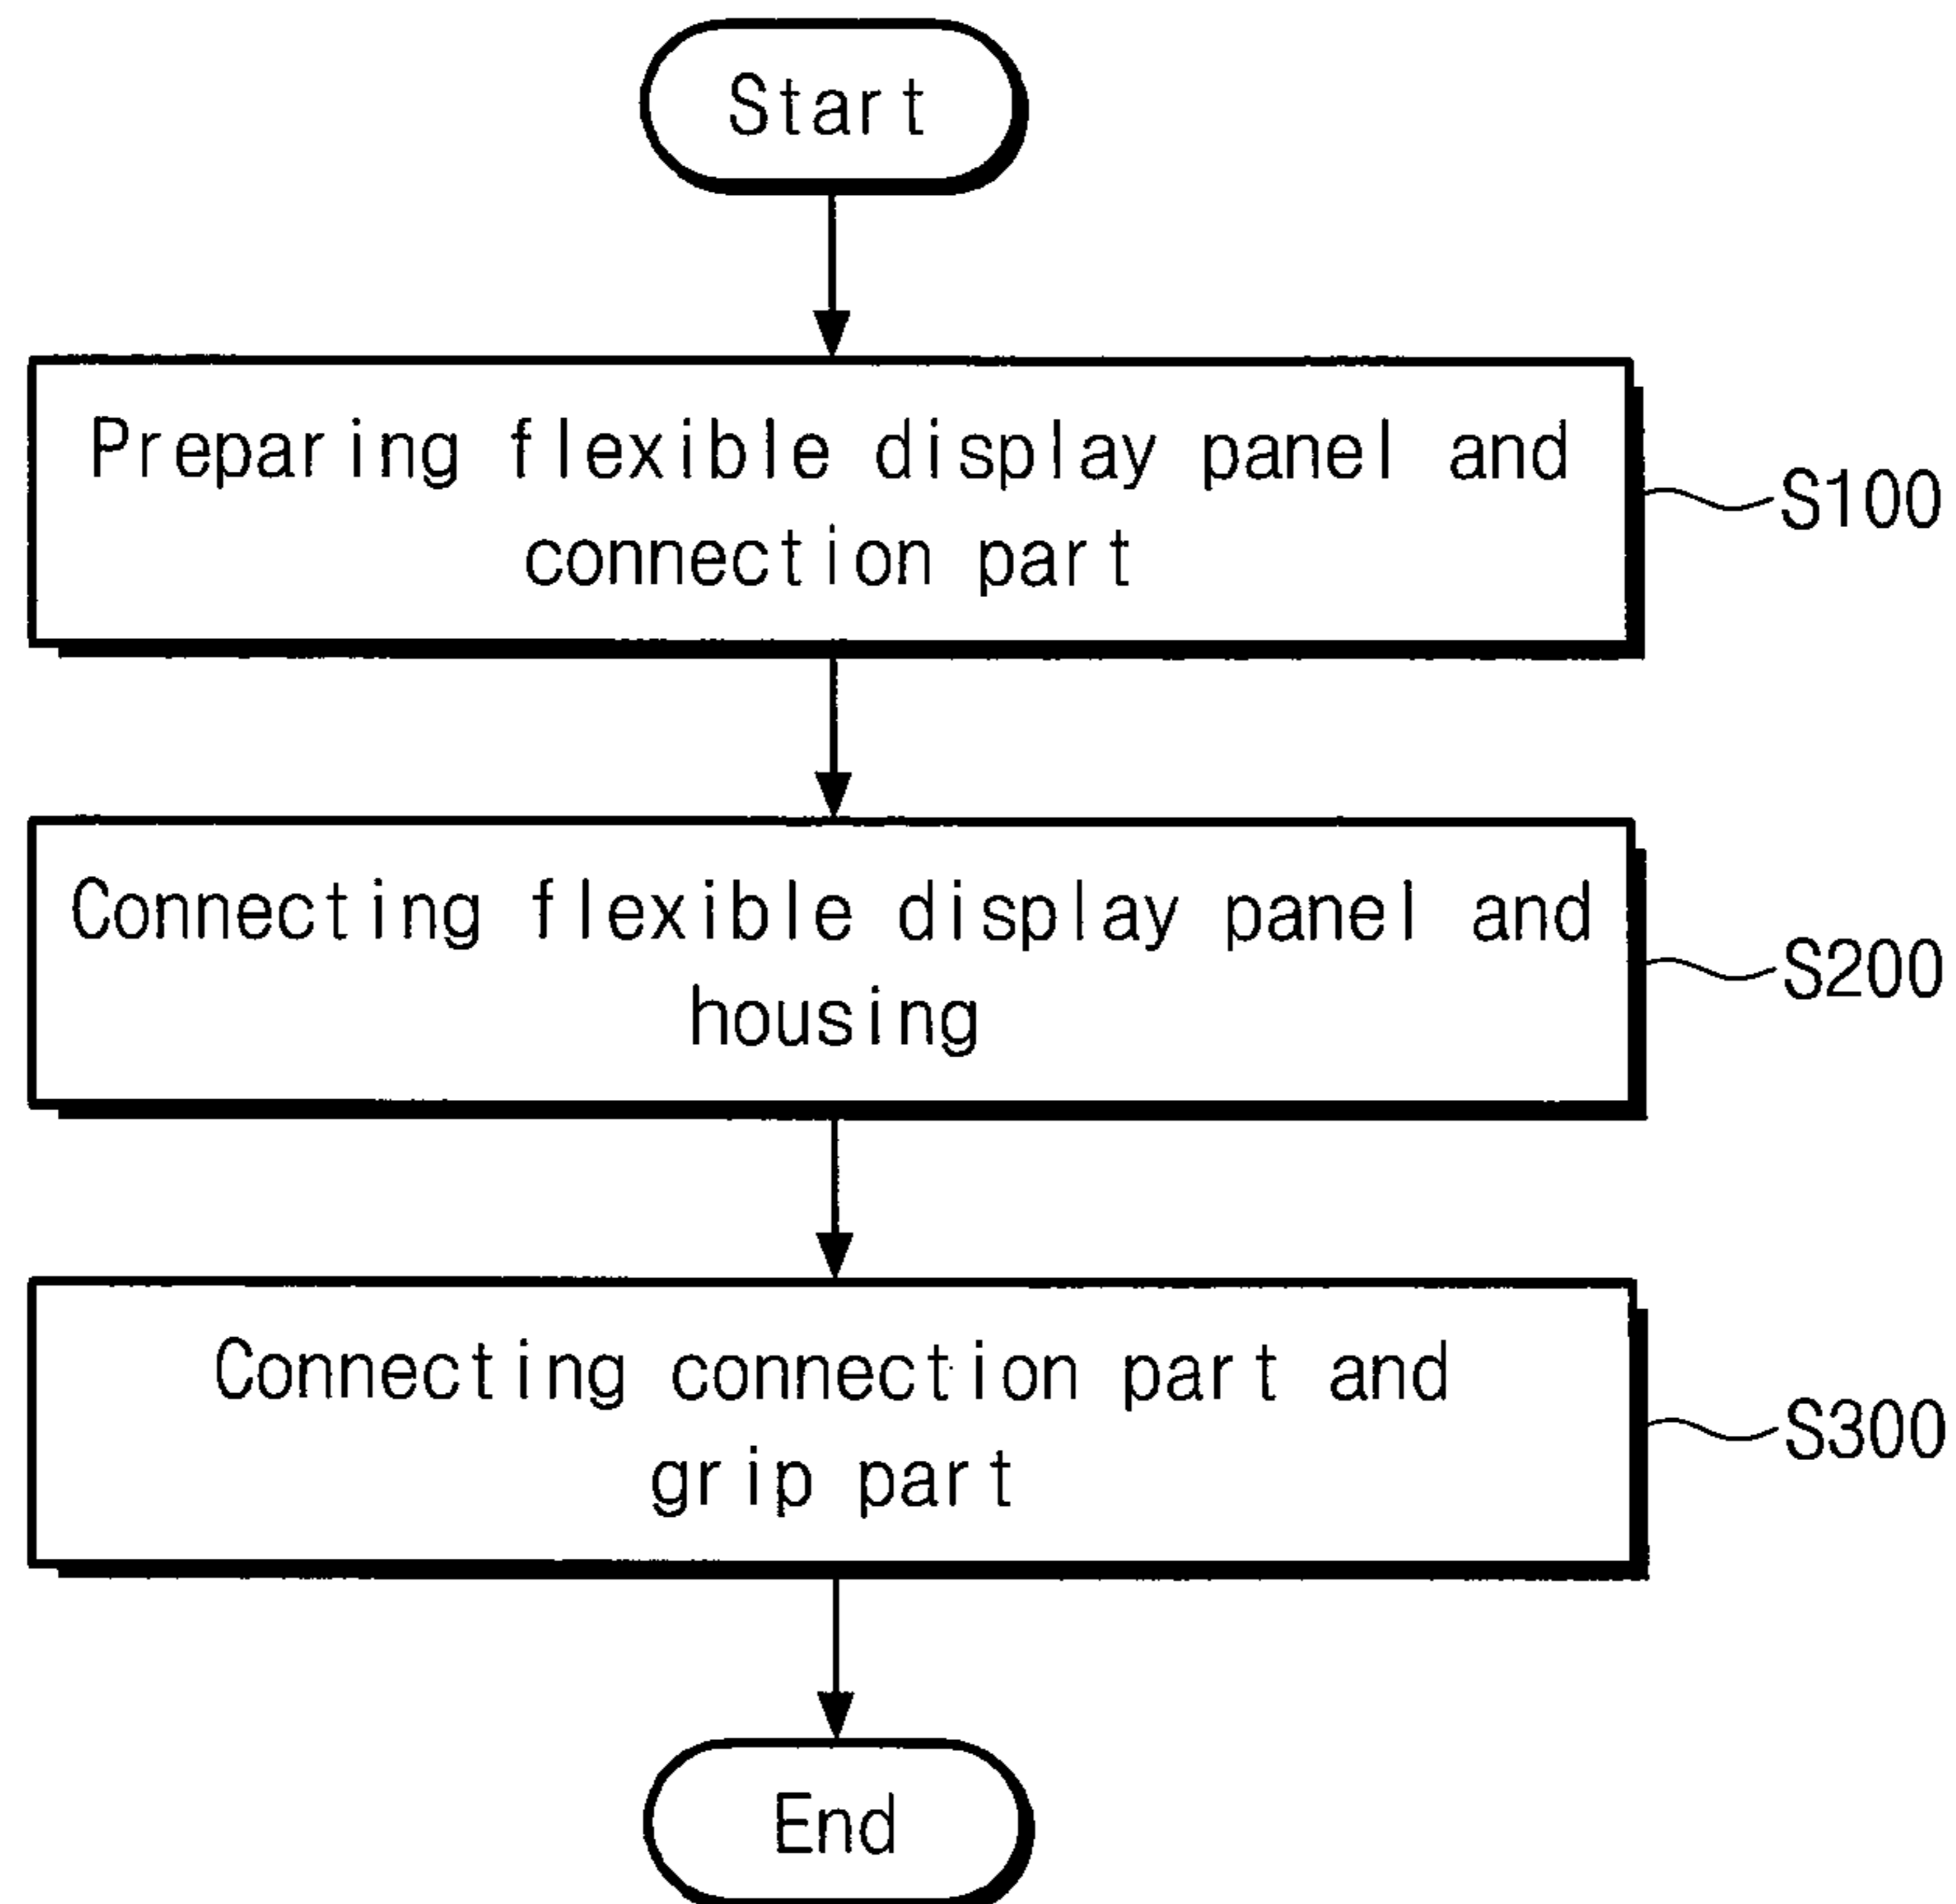 Start
Preparing flexible display panel and
connection part
S100
Connecting flexible display panel and
housing
S200
Connecting connection part and
grip part
S300
End